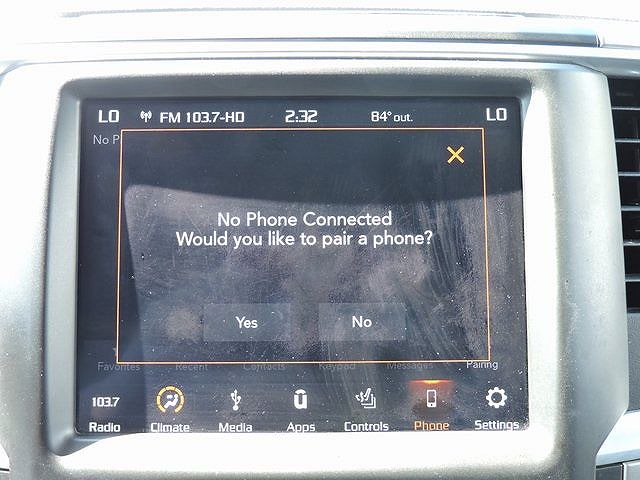 LO FM 103.7-HD 2:32 84° out. LO
No P
No Phone Connected
Would you like to pair a phone?
Yes No
Favorites Recent Contacts Keypad Messages Pairing
103.7
Radio Climate Media Apps Controls Phone Settings